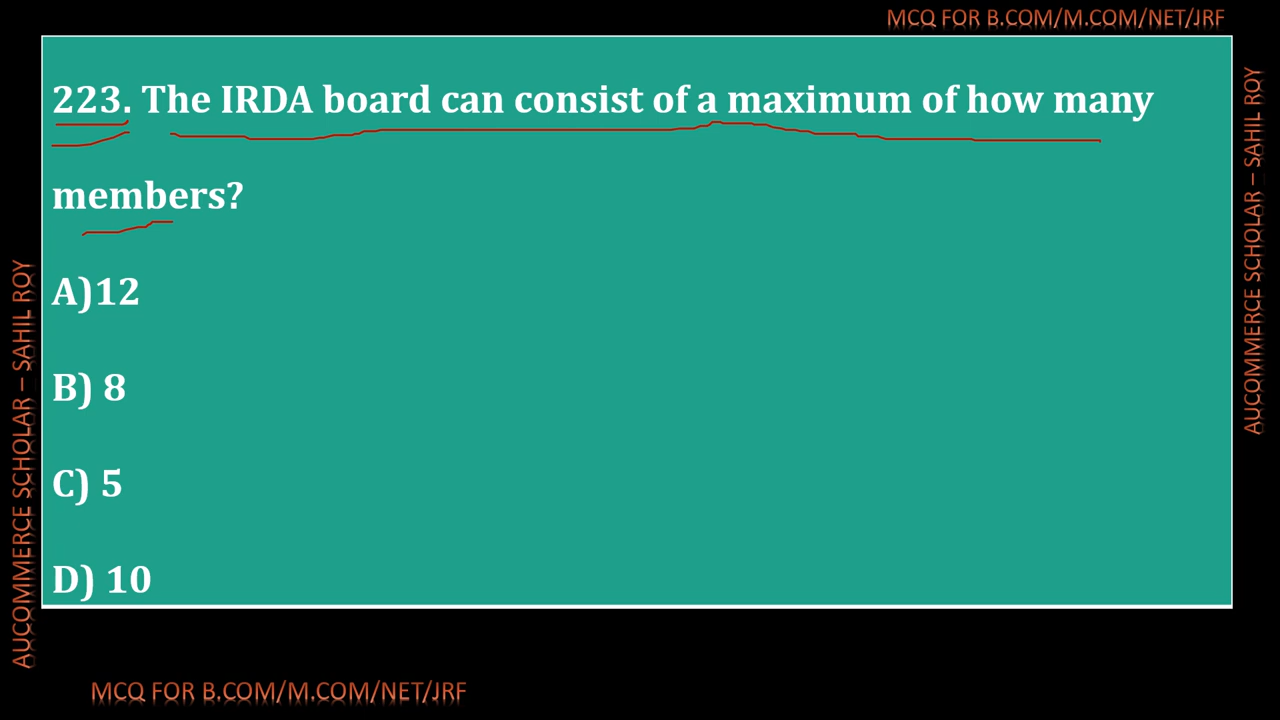 MCQ FOR B.COM/M.COM/NET/JRF
223. The IRDA board can consist of a maximum of how many
members?
A)12
B) 8
C) 5
D) 10
AUCOMMERCE SCHOLAR – SAHIL ROY
AUCOMMERCE SCHOLAR – SAHIL ROY
MCQ FOR B.COM/M.COM/NET/JRF